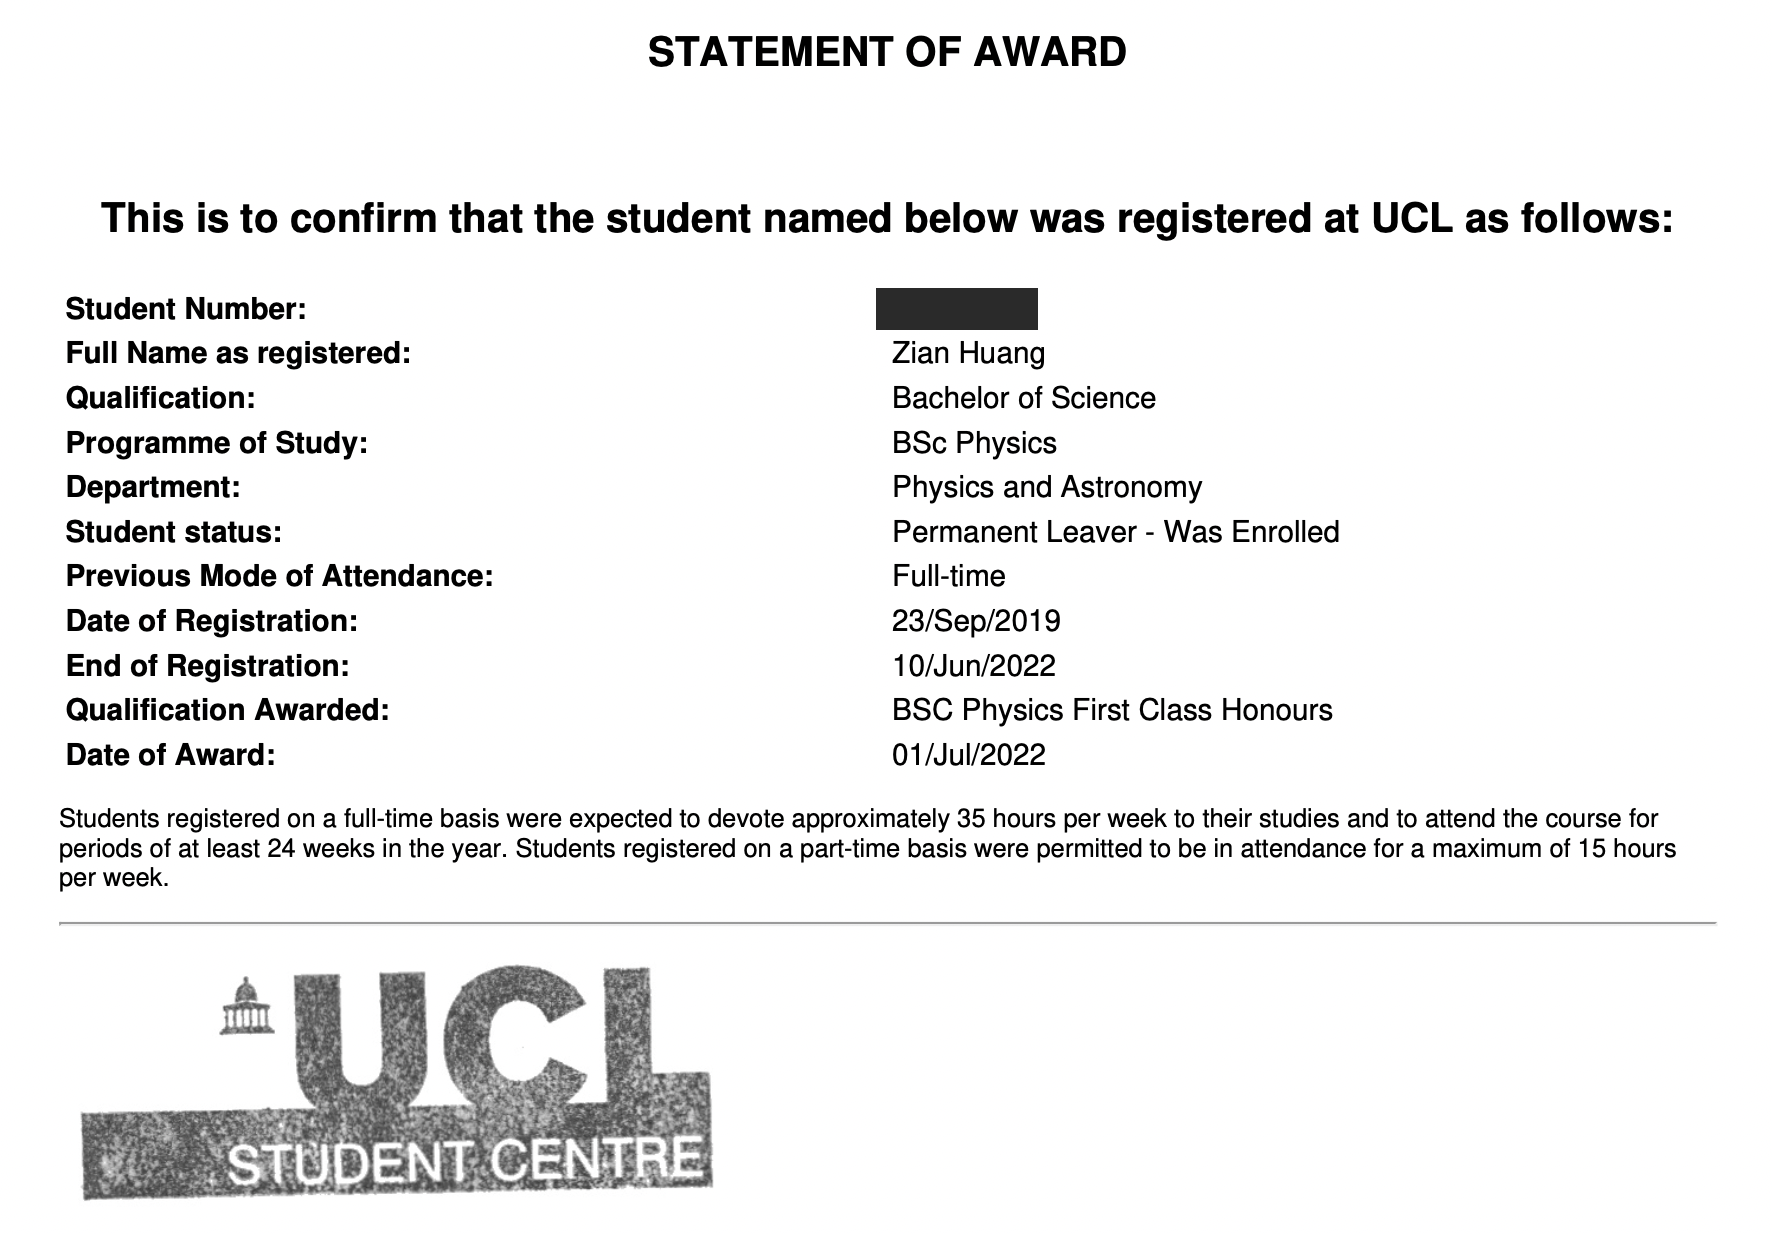 STATEMENT OF AWARD
This is to confirm that the student named below was registered at UCL as follows:
Student Number:
Full Name as registered: Zian Huang
Qualification: Bachelor of Science
Programme of Study: BSc Physics
Department: Physics and Astronomy
Student status: Permanent Leaver - Was Enrolled
Previous Mode of Attendance: Full-time
Date of Registration: 23/Sep/2019
End of Registration: 10/Jun/2022
Qualification Awarded: BSC Physics First Class Honours
Date of Award: 01/Jul/2022
Students registered on a full-time basis were expected to devote approximately 35 hours per week to their studies and to attend the course for
periods of at least 24 weeks in the year. Students registered on a part-time basis were permitted to be in attendance for a maximum of 15 hours
per week.
UCL
STUDENT CENTRE